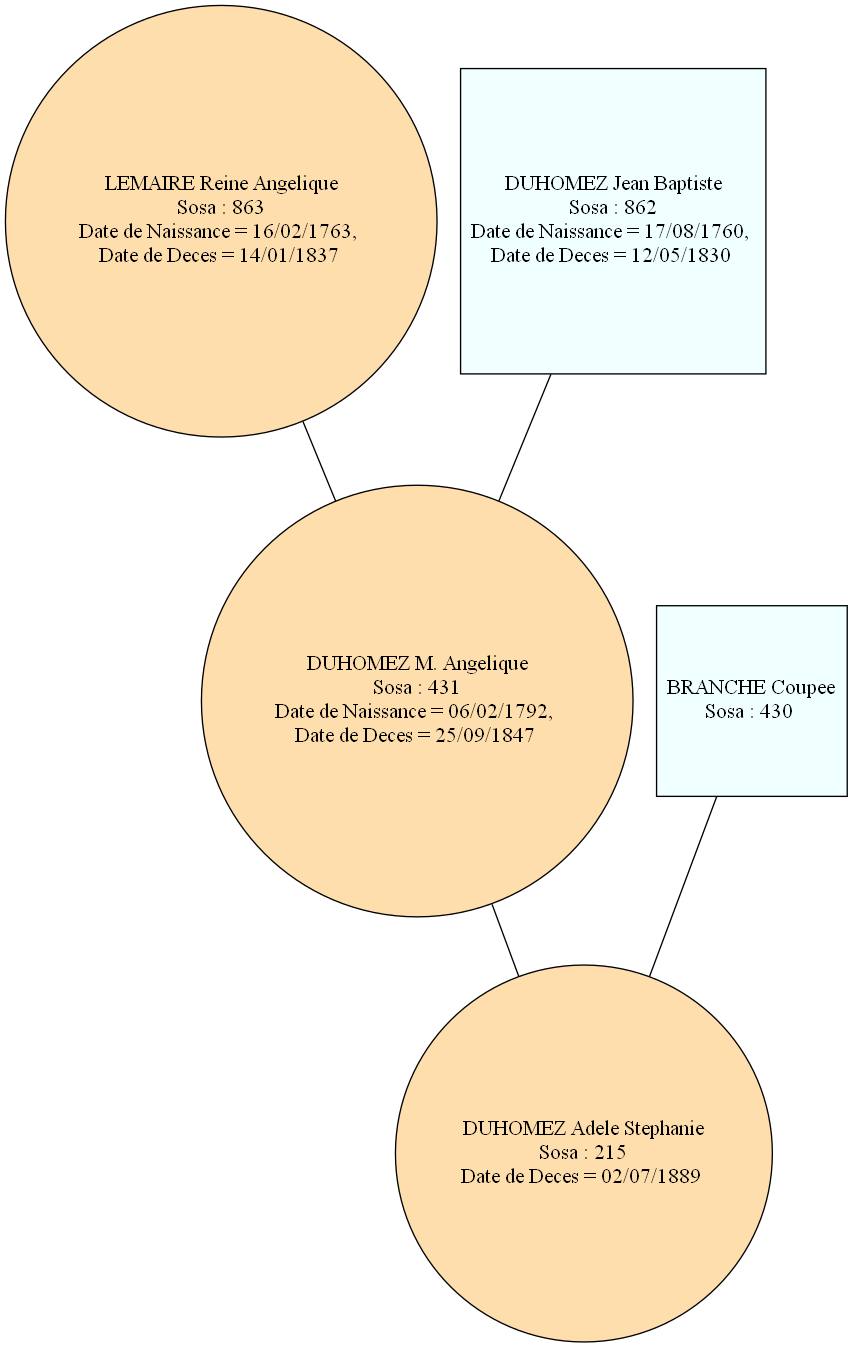 LEMAIRE Reine Angelique
Sosa : 863
Date de Naissance = 16/02/1763,
Date de Deces = 14/01/1837
DUHOMEZ Jean Baptiste
Sosa : 862
Date de Naissance = 17/08/1760,
Date de Deces = 12/05/1830
DUHOMEZ M. Angelique
Sosa : 431
Date de Naissance = 06/02/1792,
Date de Deces = 25/09/1847
BRANCHE Coupee
Sosa : 430
DUHOMEZ Adele Stephanie
Sosa : 215
Date de Deces = 02/07/1889